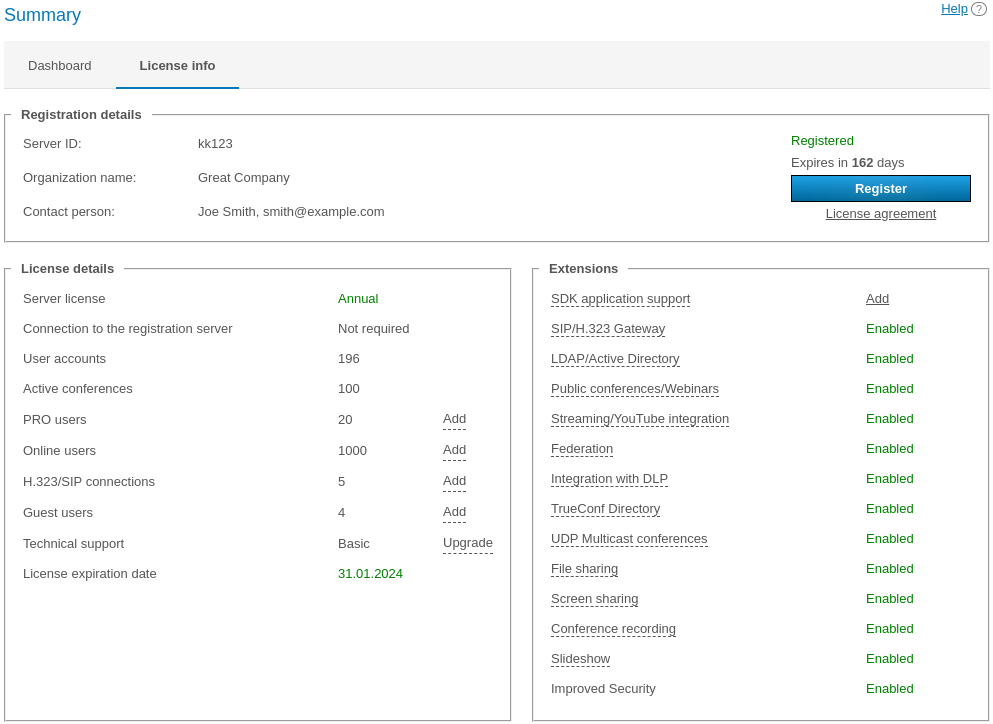 Summary
Help ?
Dashboard License info
Registration details
Server ID: kk123
Organization name: Great Company
Contact person: Joe Smith, smith@example.com
Registered
Expires in 162 days
Register
License agreement
License details
Server license Annual
Connection to the registration server Not required
User accounts 196
Active conferences 100
PRO users 20 Add
Online users 1000 Add
H.323/SIP connections 5 Add
Guest users 4 Add
Technical support Basic Upgrade
License expiration date 31.01.2024
Extensions
SDK application support Add
SIP/H.323 Gateway Enabled
LDAP/Active Directory Enabled
Public conferences/Webinars Enabled
Streaming/YouTube integration Enabled
Federation Enabled
Integration with DLP Enabled
TrueConf Directory Enabled
UDP Multicast conferences Enabled
File sharing Enabled
Screen sharing Enabled
Conference recording Enabled
Slideshow Enabled
Improved Security Enabled